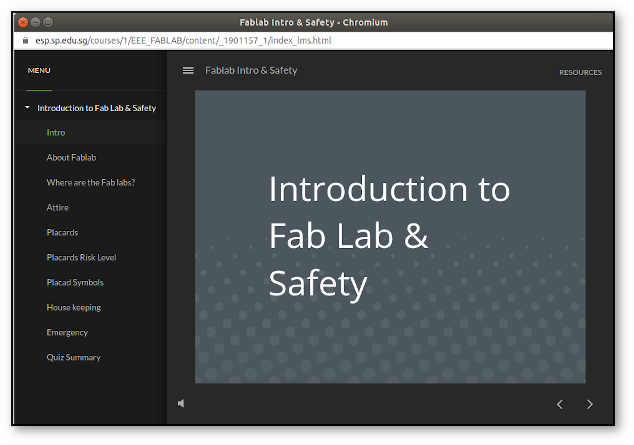 Fablab Intro & Safety - Chromium
esp.sp.edu.sg/courses/1/EEE_FABLAB/content/_1901157_1/index_lms.html
MENU
Fablab Intro & Safety
RESOURCES
Introduction to Fab Lab & Safety
Intro
About Fablab
Where are the Fab labs?
Attire
Placards
Placards Risk Level
Placad Symbols
House keeping
Emergency
Quiz Summary
Introduction to
Fab Lab &
Safety